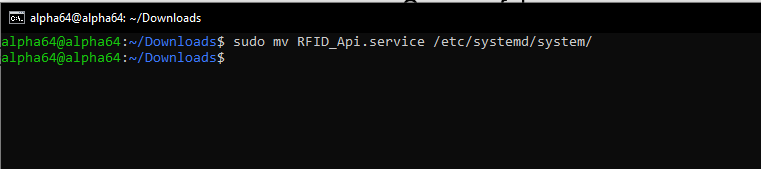 alpha64@alpha64: ~/Downloads
alpha64@alpha64:~/Downloads$ sudo mv RFID_Api.service /etc/systemd/system/
alpha64@alpha64:~/Downloads$